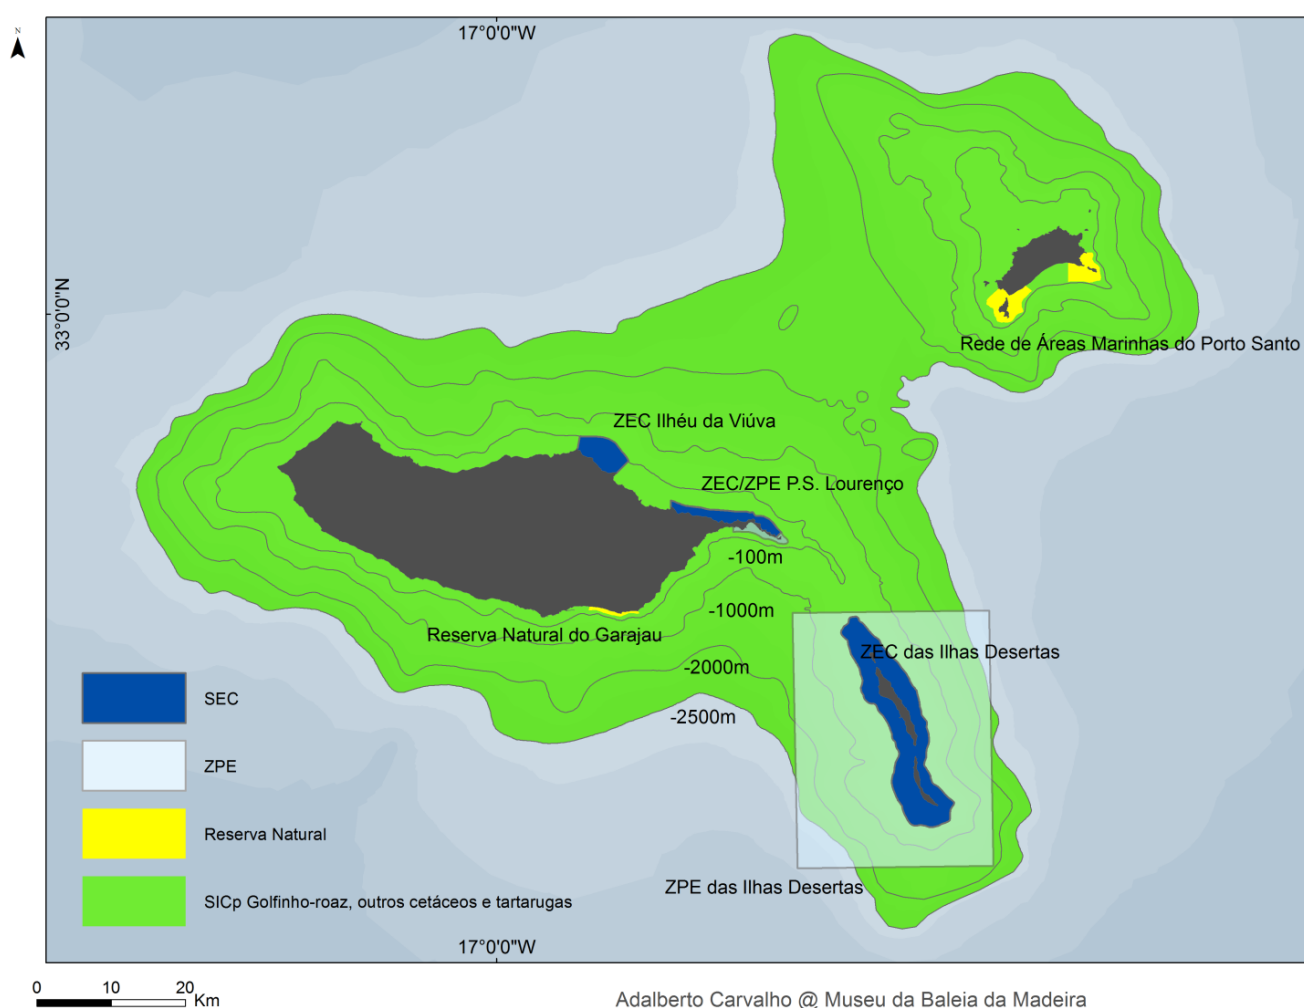 N
17°0'0"W
33°0'0"N
Rede de Áreas Marinhas do Porto Santo
ZEC Ilhéu da Viúva
ZEC/ZPE P.S. Lourenço
-100m
-1000m
Reserva Natural do Garajau
ZEC das Ilhas Desertas
-2000m
-2500m
SEC
ZPE
Reserva Natural
ZPE das Ilhas Desertas
SICp Golfinho-roaz, outros cetáceos e tartarugas
17°0'0"W
0 10 20
Km
Adalberto Carvalho @ Museu da Baleia da Madeira